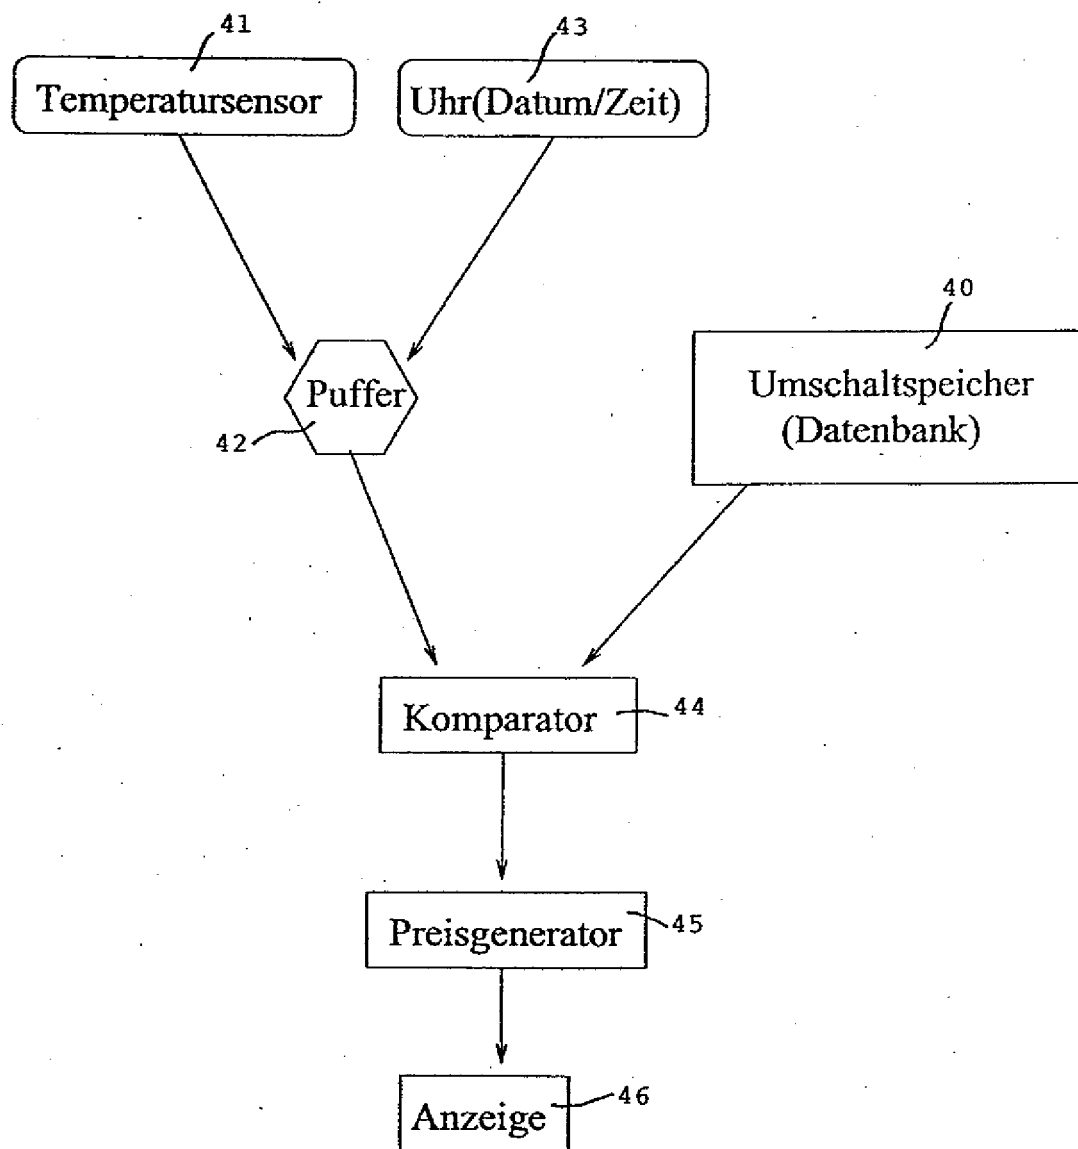 41
43
Temperatursensor
Uhr(Datum/Zeit)
40
Puffer
42
Umschaltspeicher
(Datenbank)
Komparator
44
Preisgenerator
45
Anzeige
46